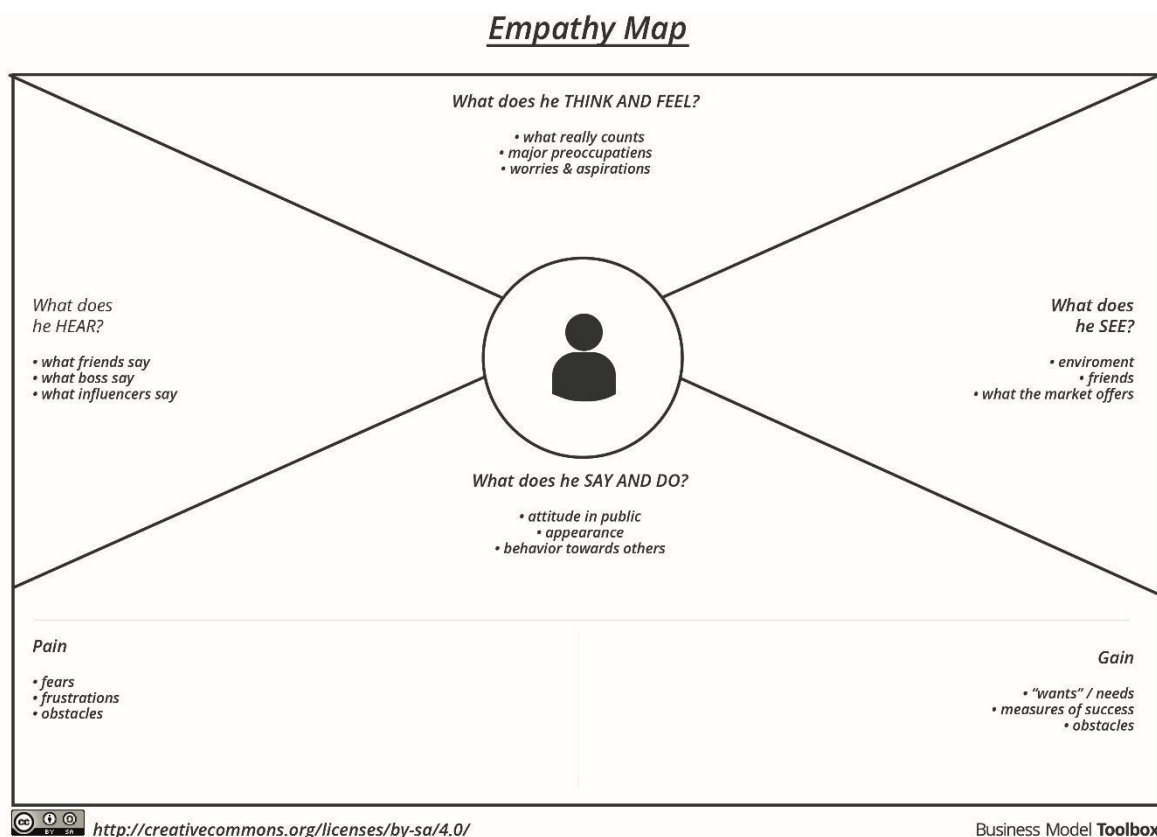 Empathy Map
What does he THINK AND FEEL?
• what really counts
• major preoccupatiens
• worries & aspirations
What does
he HEAR?
• what friends say
• what boss say
• what influencers say
What does
he SEE?
• enviroment
• friends
• what the market offers
What does he SAY AND DO?
• attitude in public
• appearance
• behavior towards others
Pain
• fears
• frustrations
• obstacles
Gain
• “wants” / needs
• measures of success
• obstacles
cc BY SA
http://creativecommons.org/licenses/by-sa/4.0/
Business Model Toolbox